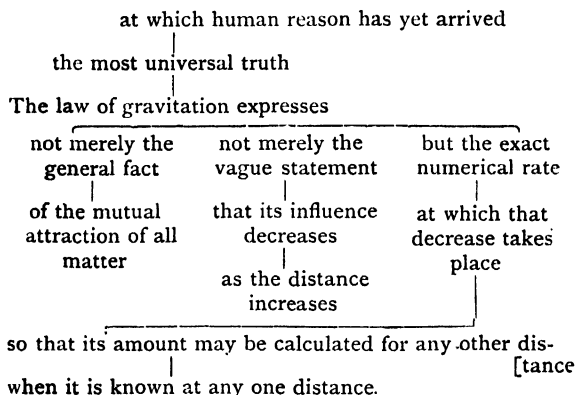 at which human reason has yet arrived
the most universal truth
The law of gravitation expresses
not merely the
general fact
of the mutual
attraction of all
matter
not merely the
vague statement
that its influence
decreases
as the distance
increases
but the exact
numerical rate
at which that
decrease takes
place
so that its amount may be calculated for any other dis-
[tance
when it is known at any one distance.